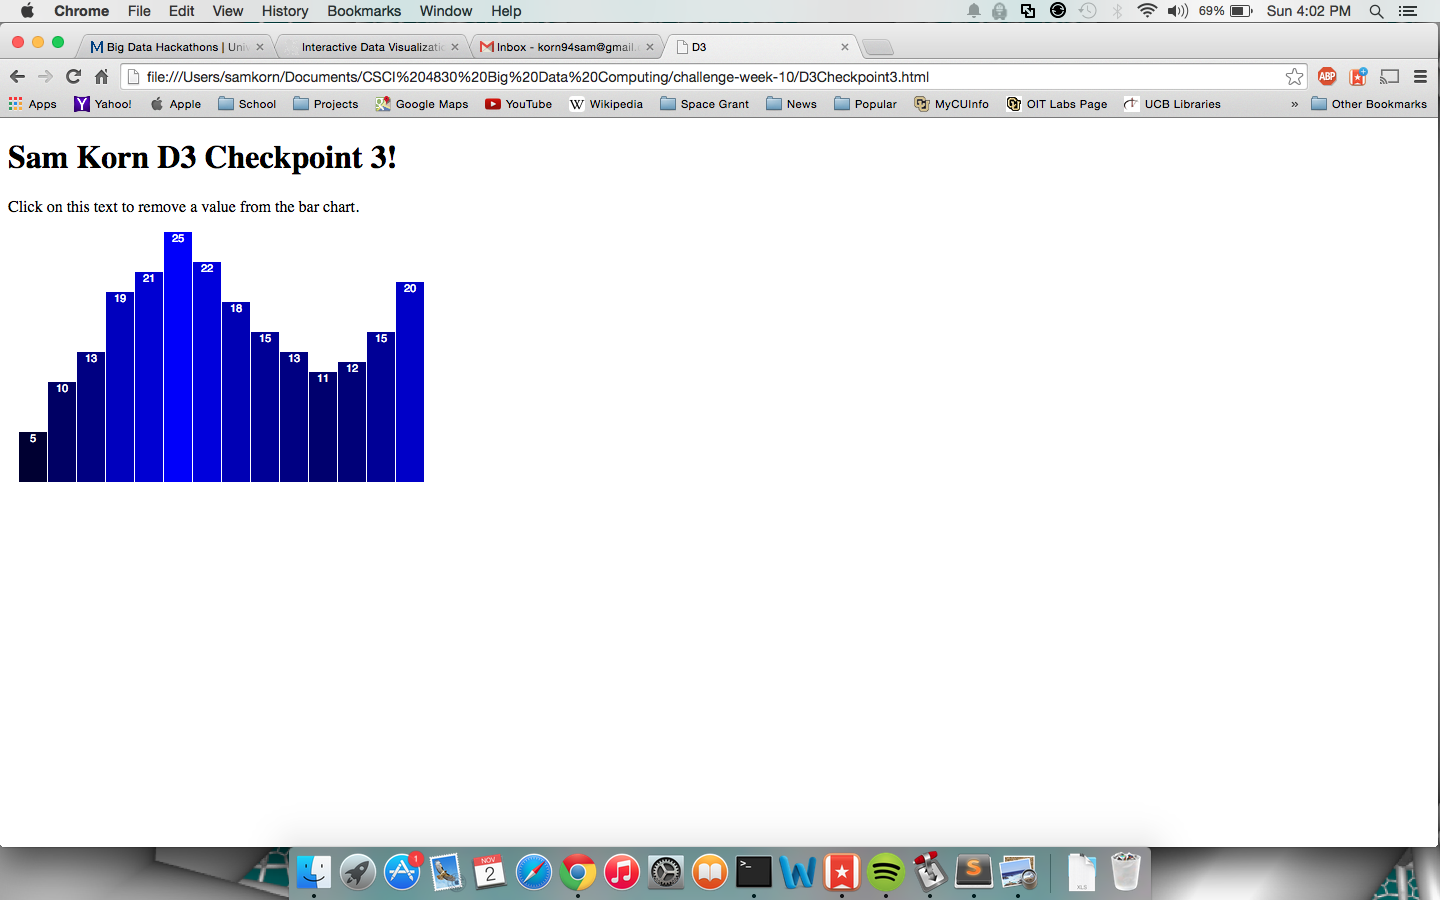 Chrome File Edit View History Bookmarks Window Help 69% Sun 4:02 PM
Big Data Hackathons | Univ Interactive Data Visualizatio Inbox - korn94sam@gmail. D3
file:///Users/samkorn/Documents/CSCI%204830%20Big%20Data%20Computing/challenge-week-10/D3Checkpoint3.html ABP
Apps Yahoo! Apple School Projects Google Maps YouTube Wikipedia Space Grant News Popular MyCUInfo OIT Labs Page UCB Libraries » Other Bookmarks
Sam Korn D3 Checkpoint 3!
Click on this text to remove a value from the bar chart.
5 10 13 19 21 25 22 18 15 13 11 12 15 20
1
NOV
2
XLS